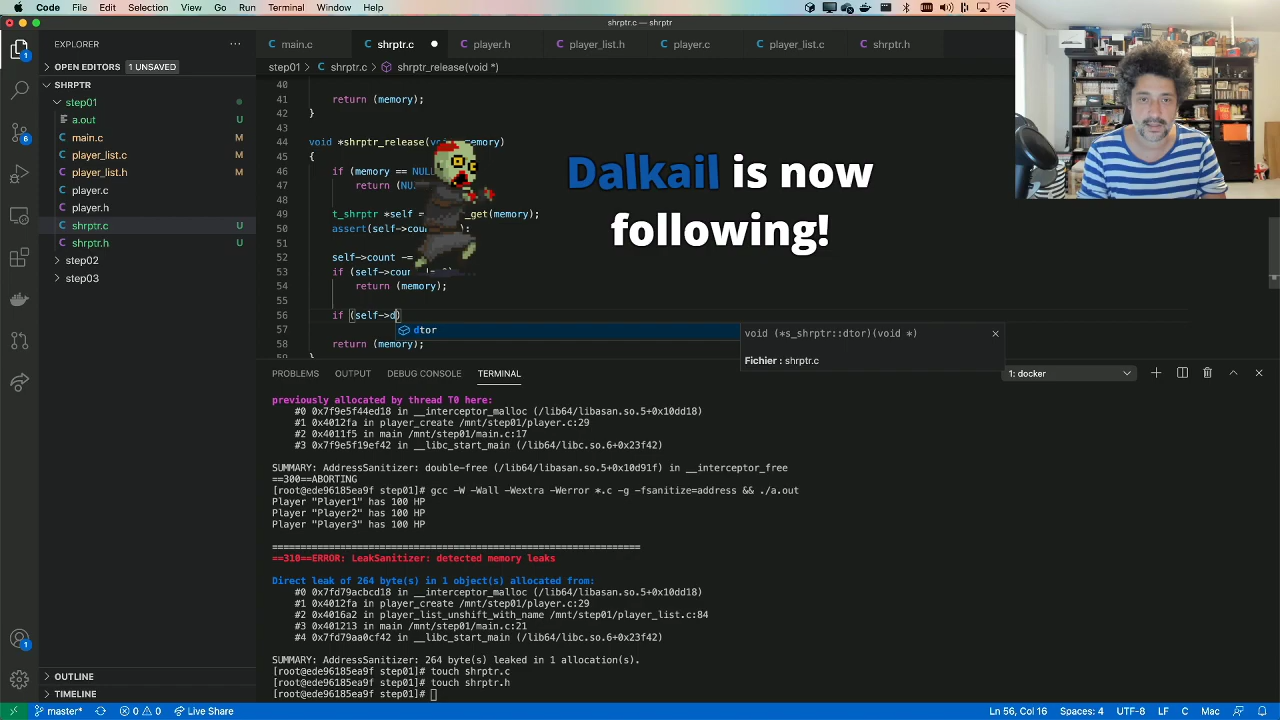 Code File Edit Selection View Go Run Terminal Window Help
shrptr.c — shrptr
EXPLORER
OPEN EDITORS 1 UNSAVED
SHRPTR
step01
a.out U
main.c M
player_list.c M
player_list.h M
player.c U
player.h U
shrptr.c U
shrptr.h U
step02
step03
OUTLINE
TIMELINE
main.c shrptr.c player.h player_list.h player.c player_list.c shrptr.h
step01 > shrptr.c > shrptr_release(void *)
40
41 return (memory);
42 }
43
44 void *shrptr_release( memory)
45 {
46 if (memory == NULL
47 return (NU
48
49 t_shrptr *self = _get(memory);
50 assert(self->cou );
51
52 self->count -=
53 if (self->cou
54 return (memory);
55
56 if (self->d)
57
58 return (memory);
59 }
dtor
void (*s_shrptr::dtor)(void *)
Fichier : shrptr.c
Dalkail is now
following!
PROBLEMS OUTPUT DEBUG CONSOLE TERMINAL
1: docker
previously allocated by thread T0 here:
#0 0x7f9e5f44ed18 in __interceptor_malloc (/lib64/libasan.so.5+0x10dd18)
#1 0x4012fa in player_create /mnt/step01/player.c:29
#2 0x4011f5 in main /mnt/step01/main.c:17
#3 0x7f9e5f19ef42 in __libc_start_main (/lib64/libc.so.6+0x23f42)
SUMMARY: AddressSanitizer: double-free (/lib64/libasan.so.5+0x10d91f) in __interceptor_free
==300==ABORTING
[root@ede96185ea9f step01]# gcc -W -Wall -Wextra -Werror *.c -g -fsanitize=address && ./a.out
Player "Player1" has 100 HP
Player "Player2" has 100 HP
Player "Player3" has 100 HP
=================================================================
==310==ERROR: LeakSanitizer: detected memory leaks
Direct leak of 264 byte(s) in 1 object(s) allocated from:
#0 0x7fd79acbcd18 in __interceptor_malloc (/lib64/libasan.so.5+0x10dd18)
#1 0x4012fa in player_create /mnt/step01/player.c:29
#2 0x4016a2 in player_list_unshift_with_name /mnt/step01/player_list.c:84
#3 0x401213 in main /mnt/step01/main.c:21
#4 0x7fd79aa0cf42 in __libc_start_main (/lib64/libc.so.6+0x23f42)
SUMMARY: AddressSanitizer: 264 byte(s) leaked in 1 allocation(s).
[root@ede96185ea9f step01]# touch shrptr.c
[root@ede96185ea9f step01]# touch shrptr.h
[root@ede96185ea9f step01]#
master* 0 0 Live Share Ln 56, Col 16 Spaces: 4 UTF-8 LF C Mac